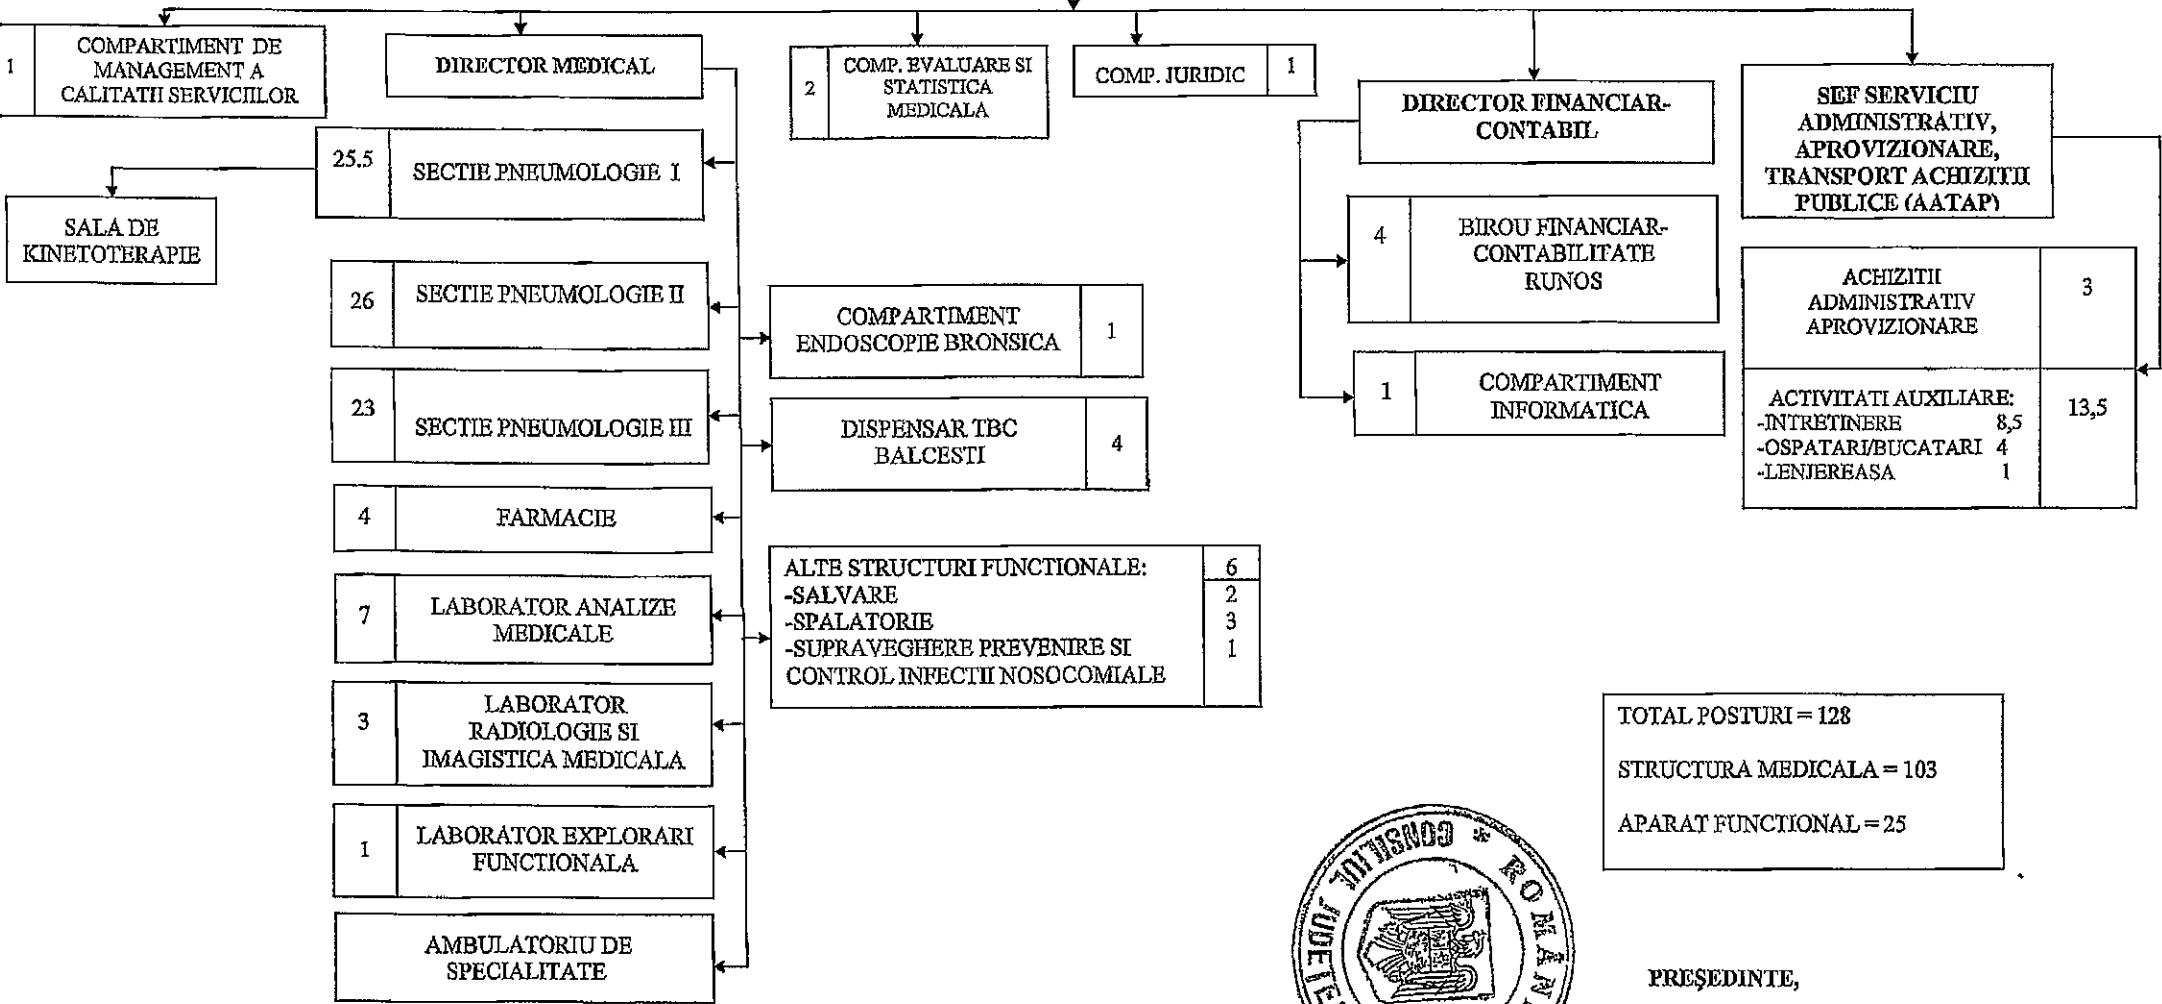 1
COMPARTIMENT DE
MANAGEMENT A
CALITATII SERVICIILOR
DIRECTOR MEDICAL
2
COMP. EVALUARE SI
STATISTICA
MEDICALA
COMP. JURIDIC
1
DIRECTOR FINANCIAR-
CONTABIL
SEF SERVICIU
ADMINISTRATIV,
APROVIZIONARE,
TRANSPORT ACHIZITII
PUBLICE (AATAP)
25.5
SECTIE PNEUMOLOGIE I
SALA DE
KINETOTERAPIE
26
SECTIE PNEUMOLOGIE II
23
SECTIE PNEUMOLOGIE III
4
FARMACIE
7
LABORATOR ANALIZE
MEDICALE
3
LABORATOR
RADIOLOGIE SI
IMAGISTICA MEDICALA
1
LABORATOR EXPLORARI
FUNCTIONALA
AMBULATORIU DE
SPECIALITATE
COMPARTIMENT
ENDOSCOPIE BRONSICA
1
DISPENSAR TBC
BALCESTI
4
ALTE STRUCTURI FUNCTIONALE:
6
-SALVARE
2
-SPALATORIE
3
-SUPRAVEGHERE PREVENIRE SI
1
CONTROL INFECTII NOSOCOMIALE
4
BIROU FINANCIAR-
CONTABILITATE
RUNOS
1
COMPARTIMENT
INFORMATICA
ACHIZITII
ADMINISTRATIV
APROVIZIONARE
3
ACTIVITATI AUXILIARE:
13,5
-INTRETINERE 8,5
-OSPATARI/BUCATARI 4
-LENJEREASA 1
TOTAL POSTURI = 128
STRUCTURA MEDICALA = 103
APARAT FUNCTIONAL = 25
CONSILIUL JUDEȚE
* ROMÂN
PREŞEDINTE,